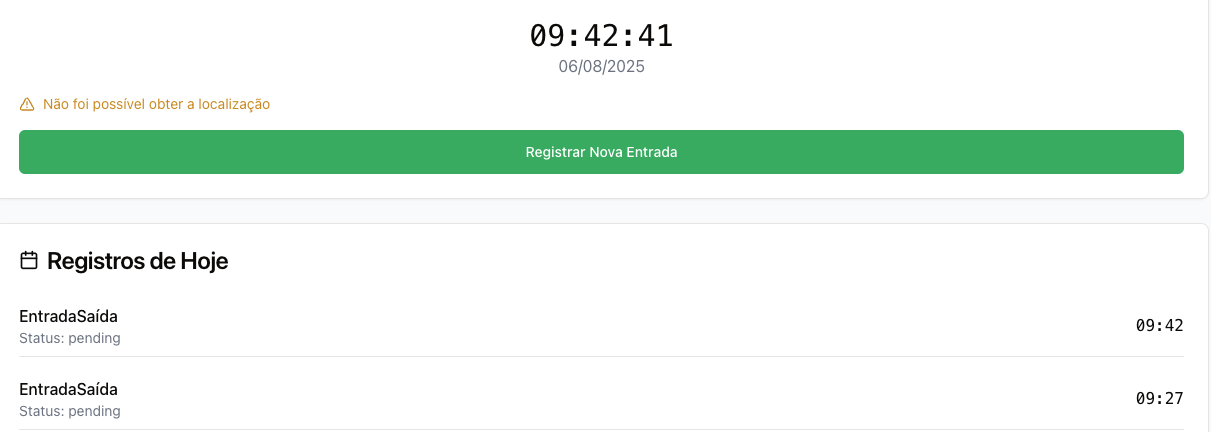 09:42:41
06/08/2025
Não foi possível obter a localização
Registrar Nova Entrada
Registros de Hoje
EntradaSaída
09:42
Status: pending
EntradaSaída
09:27
Status: pending